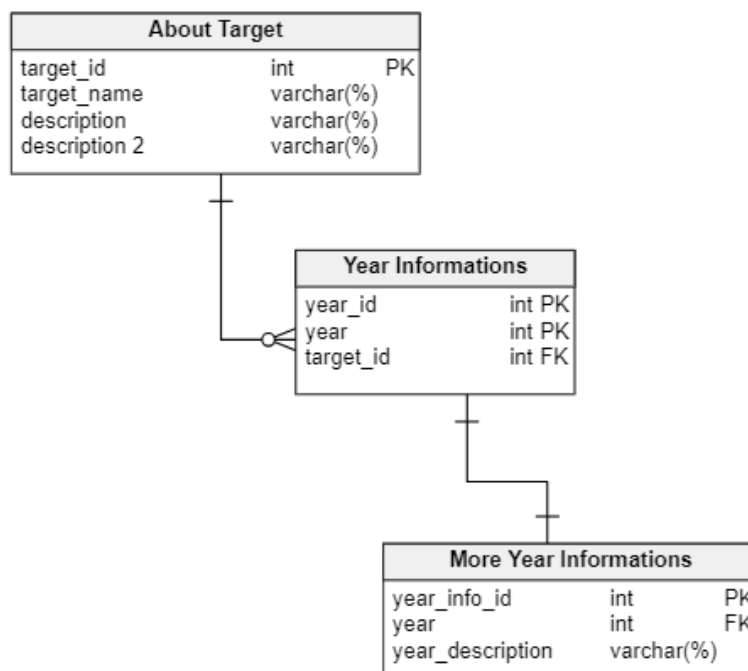 About Target
target_id int PK
target_name varchar(%)
description varchar(%)
description 2 varchar(%)
Year Informations
year_id int PK
year int PK
target_id int FK
More Year Informations
year_info_id int PK
year int FK
year_description varchar(%)